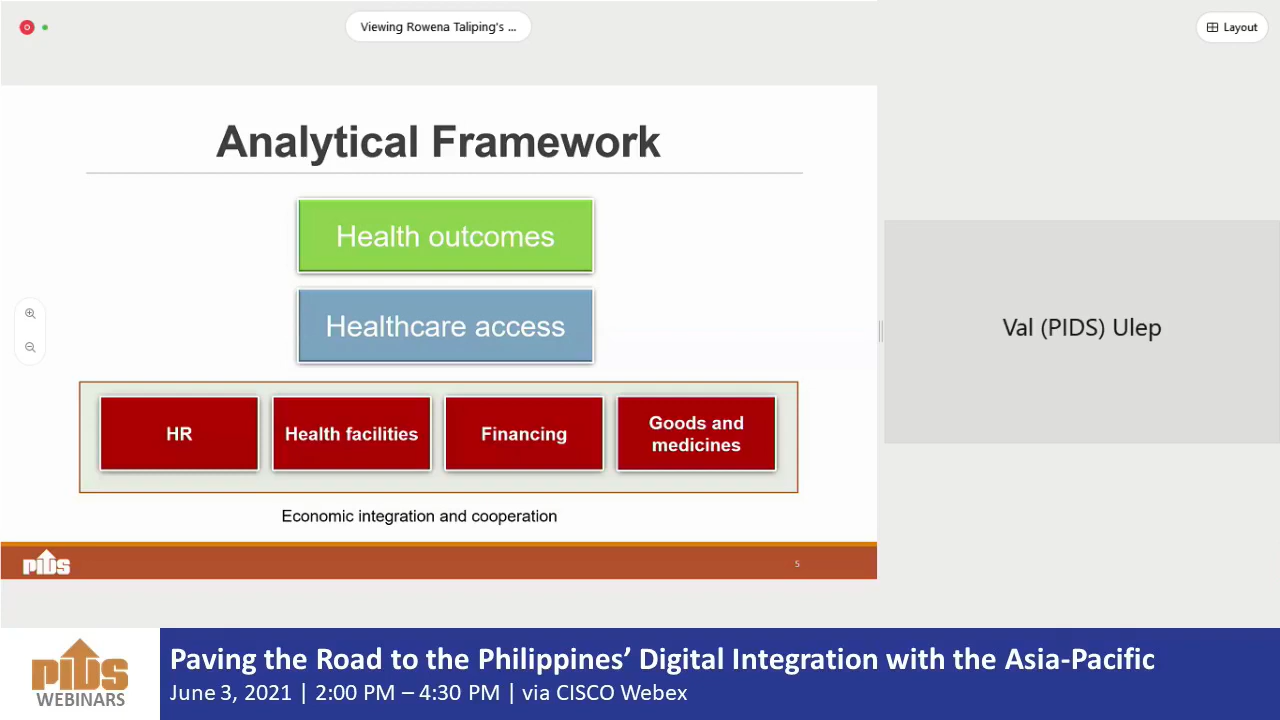 Viewing Rowena Taliping's ...
Layout
Analytical Framework
Health outcomes
Healthcare access
HR
Health facilities
Financing
Goods and
medicines
Economic integration and cooperation
PIDS
5
Val (PIDS) Ulep
PIDS
WEBINARS
Paving the Road to the Philippines’ Digital Integration with the Asia-Pacific
June 3, 2021 | 2:00 PM – 4:30 PM | via CISCO Webex